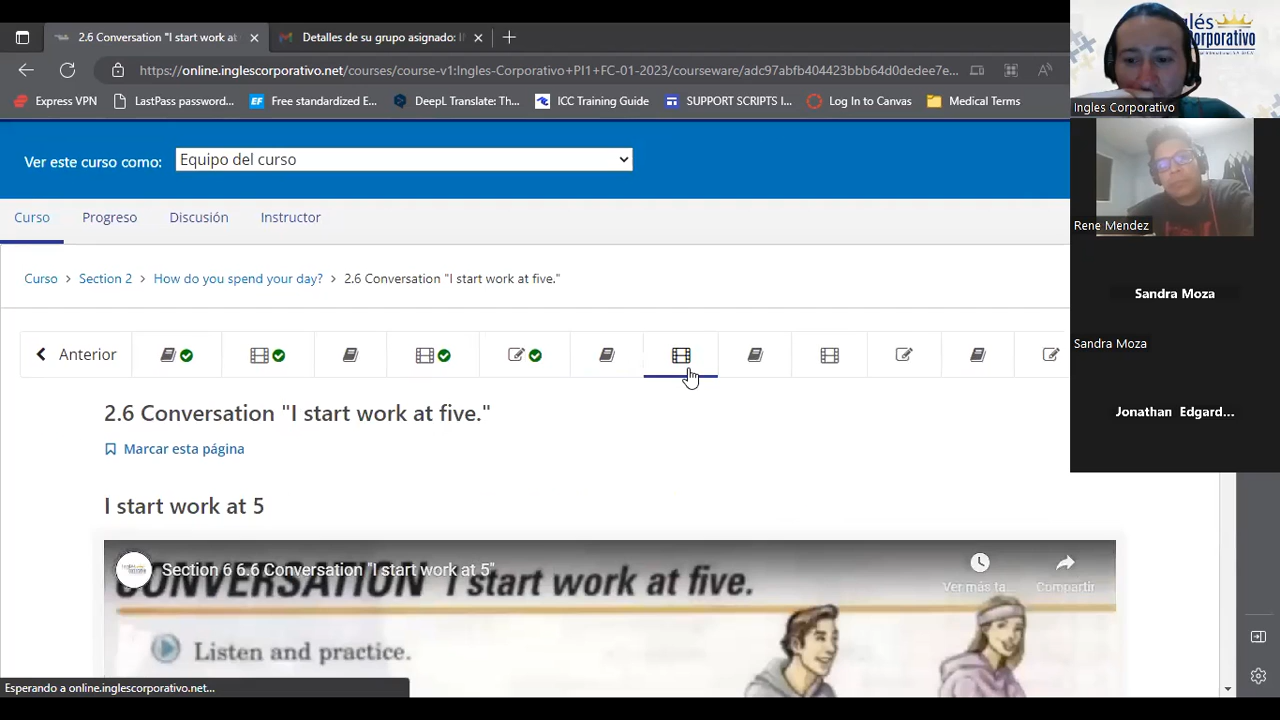 2.6 Conversation "I start work at
Detalles de su grupo asignado: I
https://online.inglescorporativo.net/courses/course-v1:Ingles-Corporativo+PI1+FC-01-2023/courseware/adc97abfb404423bbb64d0dedee7e...
Express VPN
LastPass password...
EF Free standardized E...
DeepL Translate: Th...
ICC Training Guide
SUPPORT SCRIPTS I...
Log In to Canvas
Medical Terms
glés
Corporativo
Ingles Corporativo
Rene Mendez
Sandra Moza
Sandra Moza
Jonathan Edgard...
Ver este curso como:
Equipo del curso
Curso
Progreso
Discusión
Instructor
Curso > Section 2 > How do you spend your day? > 2.6 Conversation "I start work at five."
Anterior
2.6 Conversation "I start work at five."
Marcar esta página
I start work at 5
Section 6 6.6 Conversation "I start work at 5"
CONVERSATION I start work at five.
Ver más ta...
Compartir
Listen and practice.
Esperando a online.inglescorporativo.net...